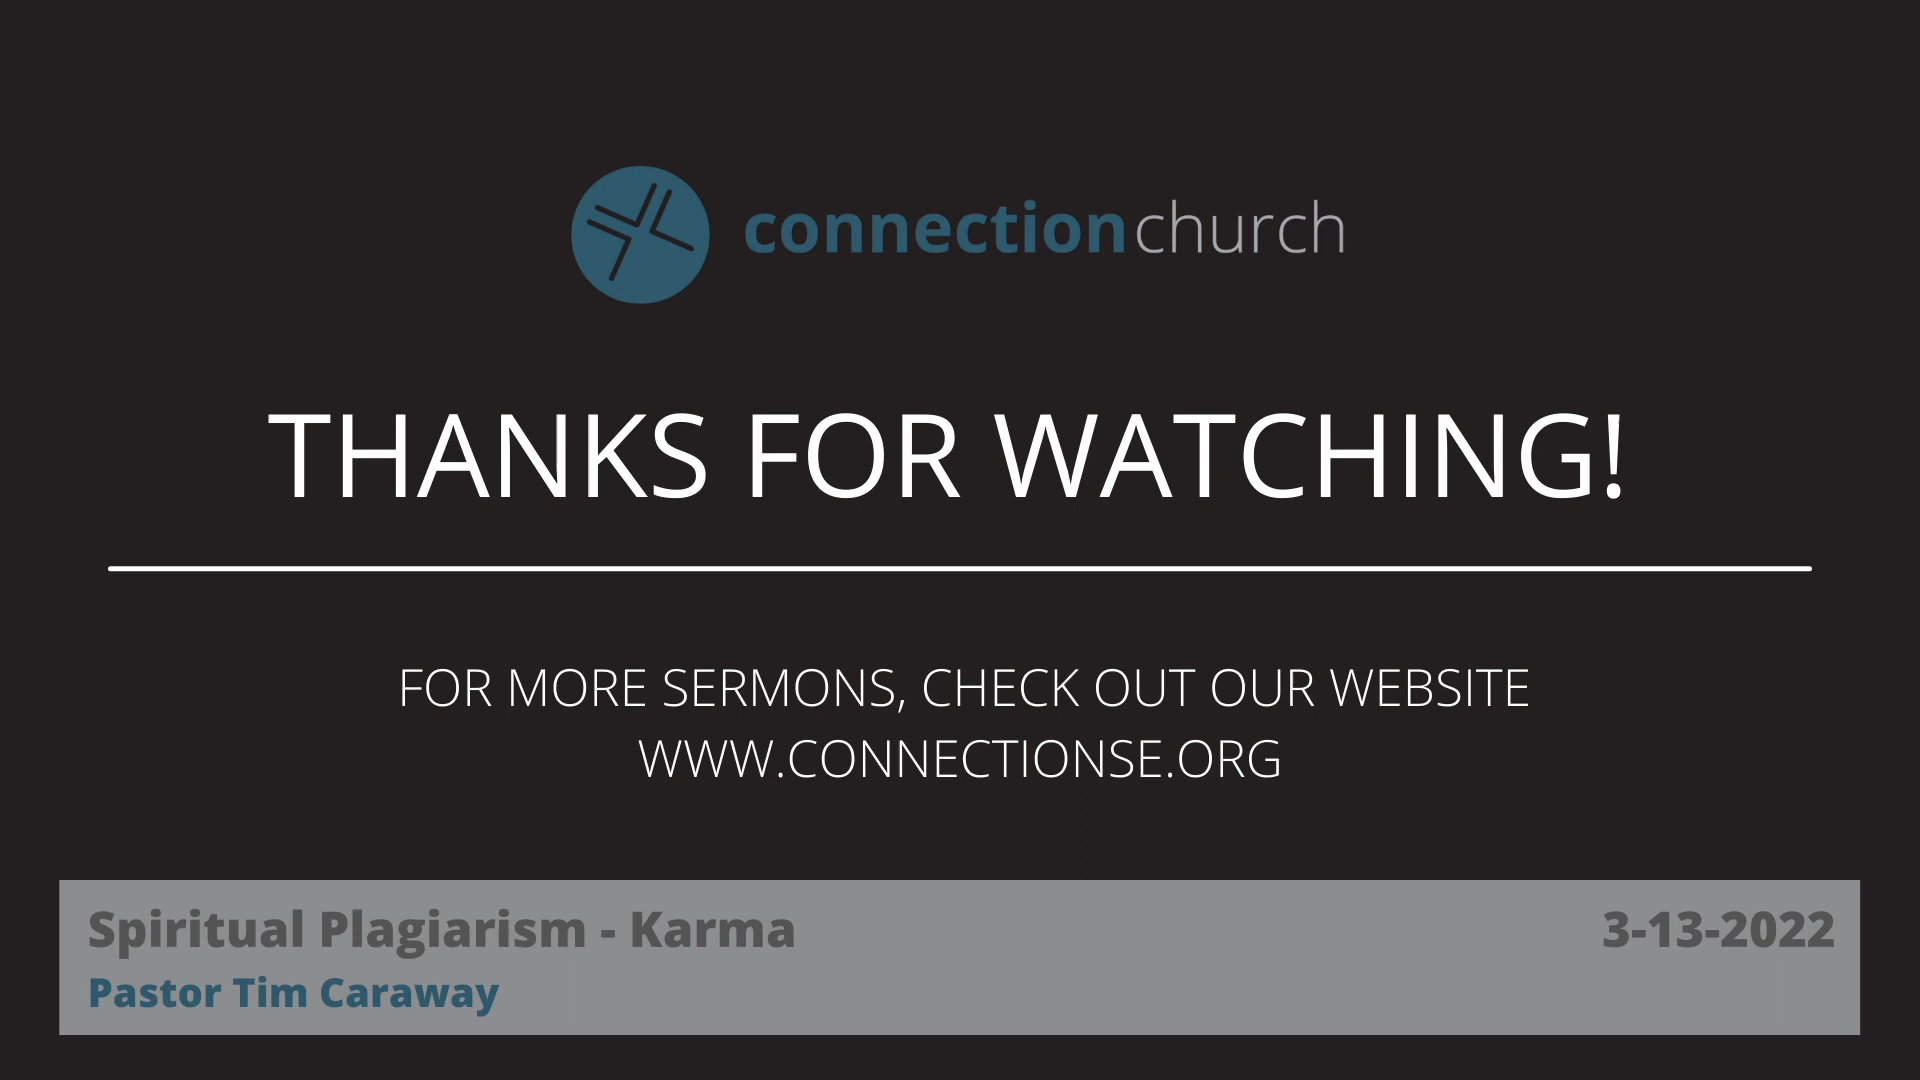 connectionchurch
THANKS FOR WATCHING!
FOR MORE SERMONS, CHECK OUT OUR WEBSITE
WWW.CONNECTIONSE.ORG
Spiritual Plagiarism - Karma
3-13-2022
Pastor Tim Caraway